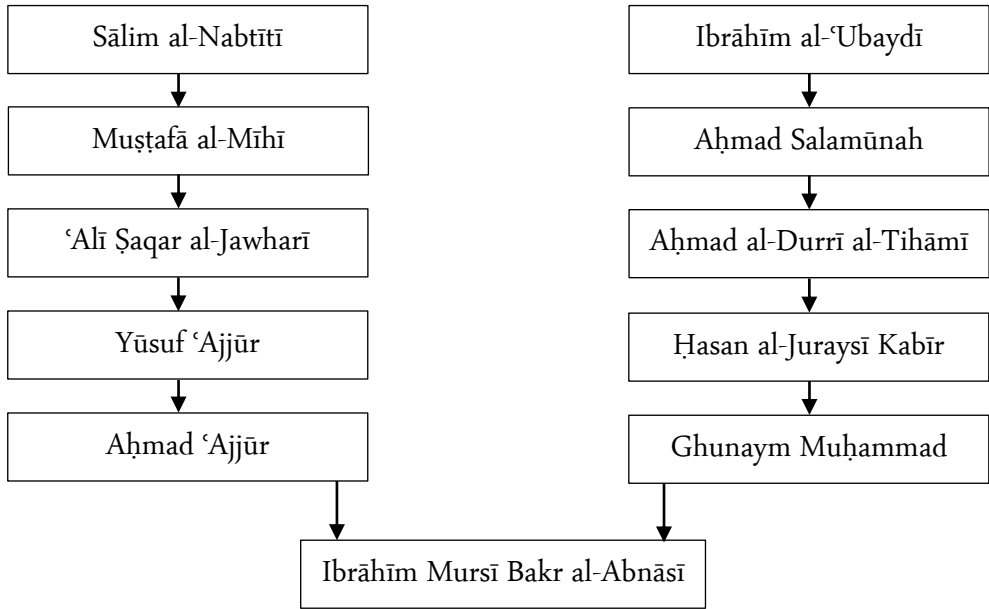 Sālim al-Nabtītī
Muṣṭafā al-Mīhī
ʿAlī Ṣaqar al-Jawharī
Yūsuf ʿAjjūr
Aḥmad ʿAjjūr
Ibrāhīm al-ʿUbaydī
Aḥmad Salamūnah
Aḥmad al-Durrī al-Tihāmī
Ḥasan al-Juraysī Kabīr
Ghunaym Muḥammad
Ibrāhīm Mursī Bakr al-Abnāsī